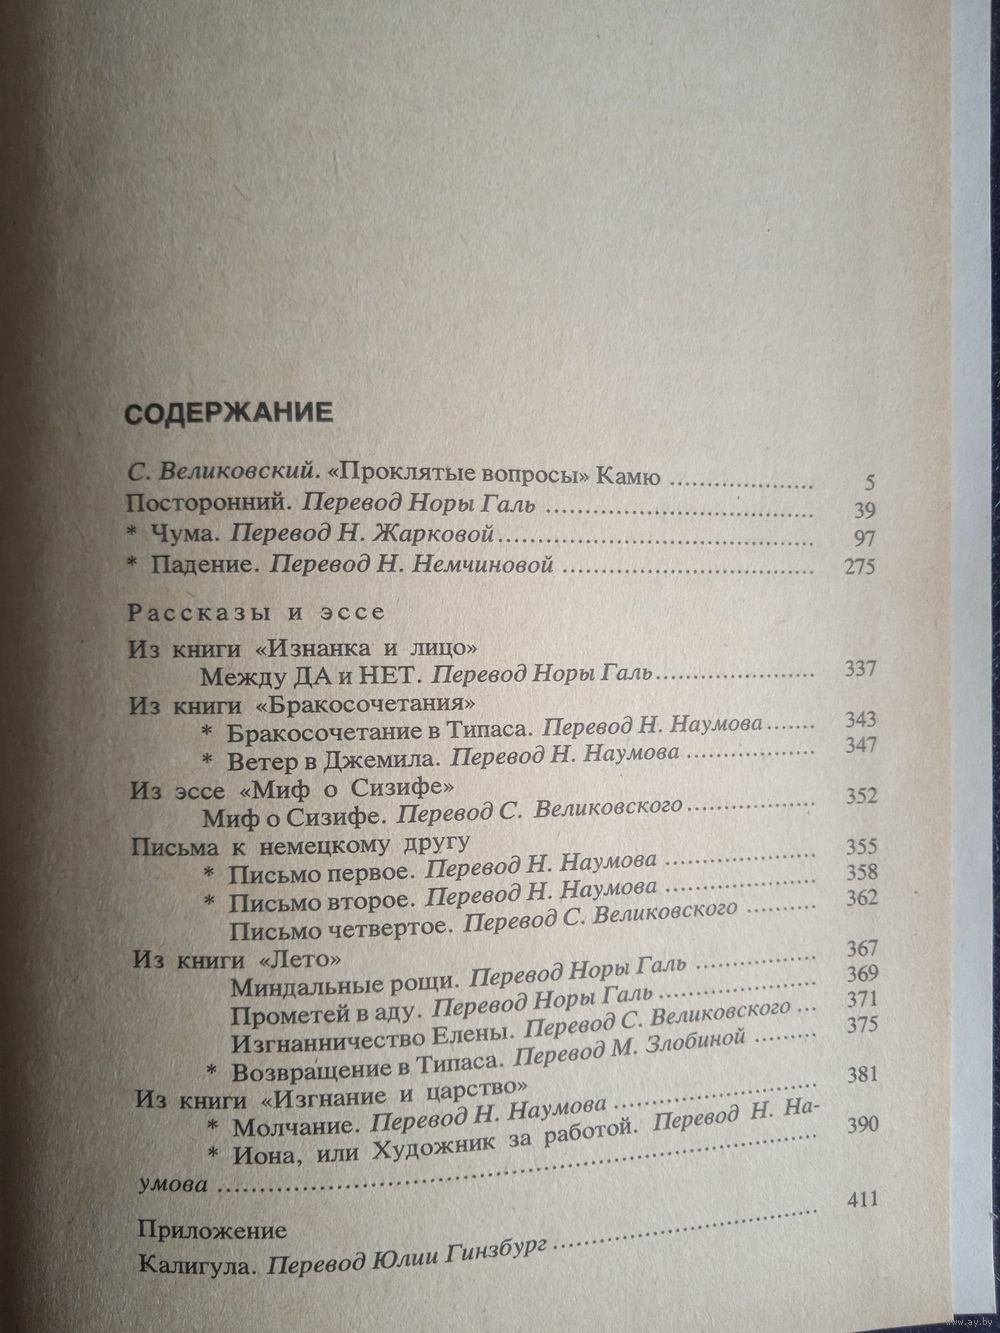 СОДЕРЖАНИЕ
С. Великовский. «Проклятые вопросы» Камю .................... 5
Посторонний. Перевод Норы Галь ................................ 39
* Чума. Перевод Н. Жарковой...................................... 97
* Падение. Перевод Н. Немчиновой .............................. 275
Рассказы и эссе
Из книги «Изнанка и лицо»
Между ДА и НЕТ. Перевод Норы Галь.................... 337
Из книги «Бракосочетания»
* Бракосочетание в Типаса. Перевод Н. Наумова....... 343
* Ветер в Джемила. Перевод Н. Наумова ................. 347
Из эссе «Миф о Сизифе»
Миф о Сизифе. Перевод С. Великовского................. 352
Письма к немецкому другу
* Письмо первое. Перевод Н. Наумова .................... 355
* Письмо второе. Перевод Н. Наумова .................... 358
Письмо четвертое. Перевод С. Великовского .......... 362
Из книги «Лето»
Миндальные рощи. Перевод Норы Галь ................ 367
Прометей в аду. Перевод Норы Галь..................... 369
Изгнанничество Елены. Перевод С. Великовского ... 371
* Возвращение в Типаса. Перевод М. Злобиной ......... 375
Из книги «Изгнание и царство»
* Молчание. Перевод Н. Наумова .......................... 381
* Иона, или Художник за работой. Перевод Н. На-
умова .......................................................................... 390
Приложение
Калигула. Перевод Юлии Гинзбург ................................ 411
www.ay.by